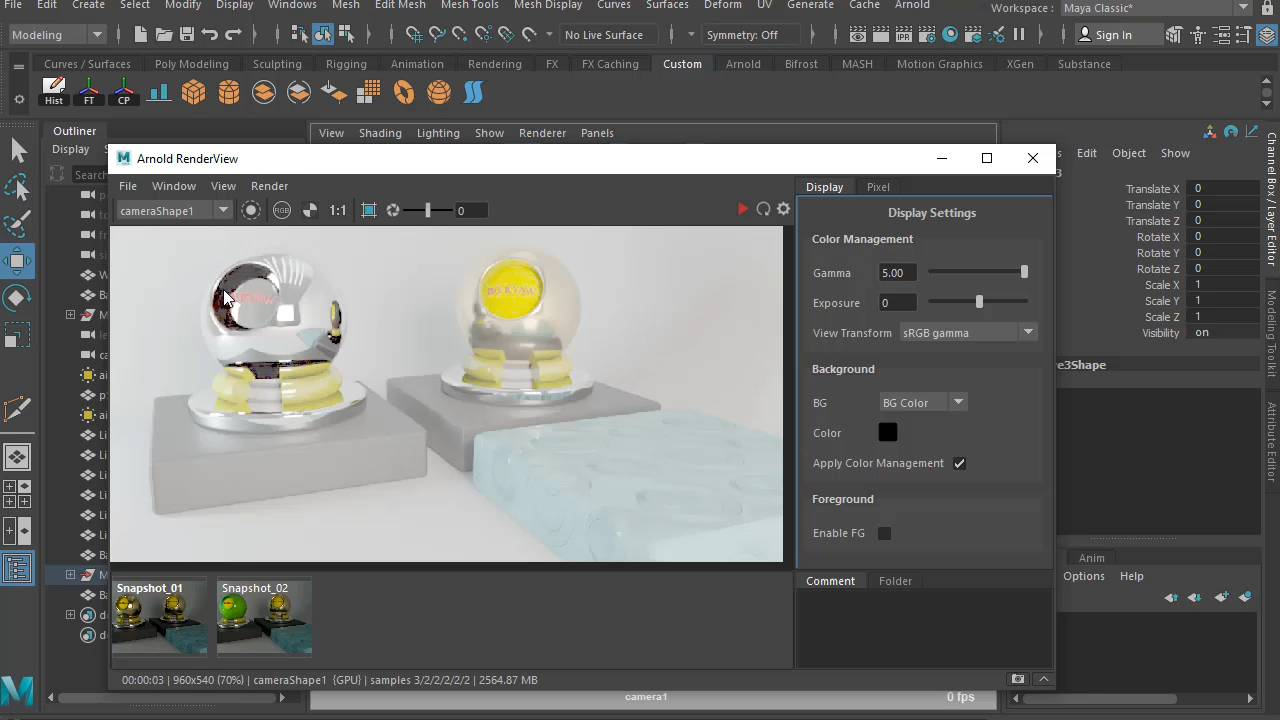 File Edit Create Select Modify Display Windows Mesh Edit Mesh Mesh Tools Mesh Display Curves Surfaces Deform UV Generate Cache Arnold Workspace : Maya Classic*
Modeling No Live Surface Symmetry: Off Sign In
Curves / Surfaces Poly Modeling Sculpting Rigging Animation Rendering FX FX Caching Custom Arnold Bifrost MASH Motion Graphics XGen Substance
Hist FT CP
Outliner
Display
Search
View Shading Lighting Show Renderer Panels
Edit Object Show
Arnold RenderView
File Window View Render
cameraShape1
RGB
1:1
0
Display Pixel
Display Settings
Color Management
Gamma 5.00
Exposure 0
View Transform sRGB gamma
Background
BG BG Color
Color
Apply Color Management
Foreground
Enable FG
Comment Folder
Snapshot_01
Snapshot_02
00:00:03 | 960x540 (70%) | cameraShape1 {GPU} | samples 3/2/2/2/2/2 | 2564.87 MB
Translate X 0
Translate Y 0
Translate Z 0
Rotate X 0
Rotate Y 0
Rotate Z 0
Scale X 1
Scale Y 1
Scale Z 1
Visibility on
e3Shape
Anim
Options Help
Channel Box / Layer Editor
Modeling Toolkit
Attribute Editor
camera1
0 fps